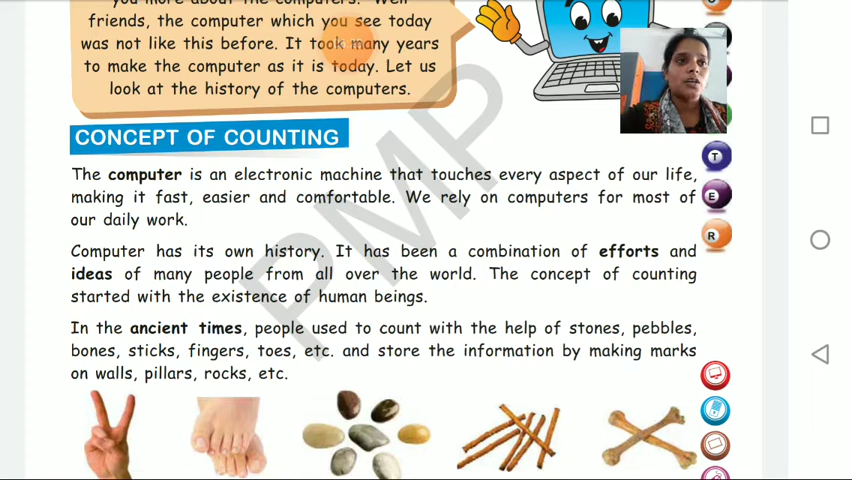 you more about the computers. Well
friends, the computer which you see today
was not like this before. It took many years
to make the computer as it is today. Let us
look at the history of the computers.
CONCEPT OF COUNTING
The computer is an electronic machine that touches every aspect of our life,
making it fast, easier and comfortable. We rely on computers for most of
our daily work.
Computer has its own history. It has been a combination of efforts and
ideas of many people from all over the world. The concept of counting
started with the existence of human beings.
In the ancient times, people used to count with the help of stones, pebbles,
bones, sticks, fingers, toes, etc. and store the information by making marks
on walls, pillars, rocks, etc.
PMP
T
E
R